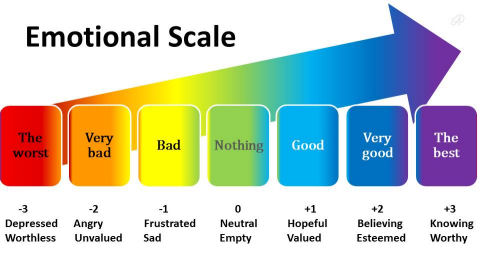 Emotional Scale
The
worst
Very
bad
Bad
Nothing
Good
Very
good
The
best
-3
Depressed
Worthless
-2
Angry
Unvalued
-1
Frustrated
Sad
0
Neutral
Empty
+1
Hopeful
Valued
+2
Believing
Esteemed
+3
Knowing
Worthy